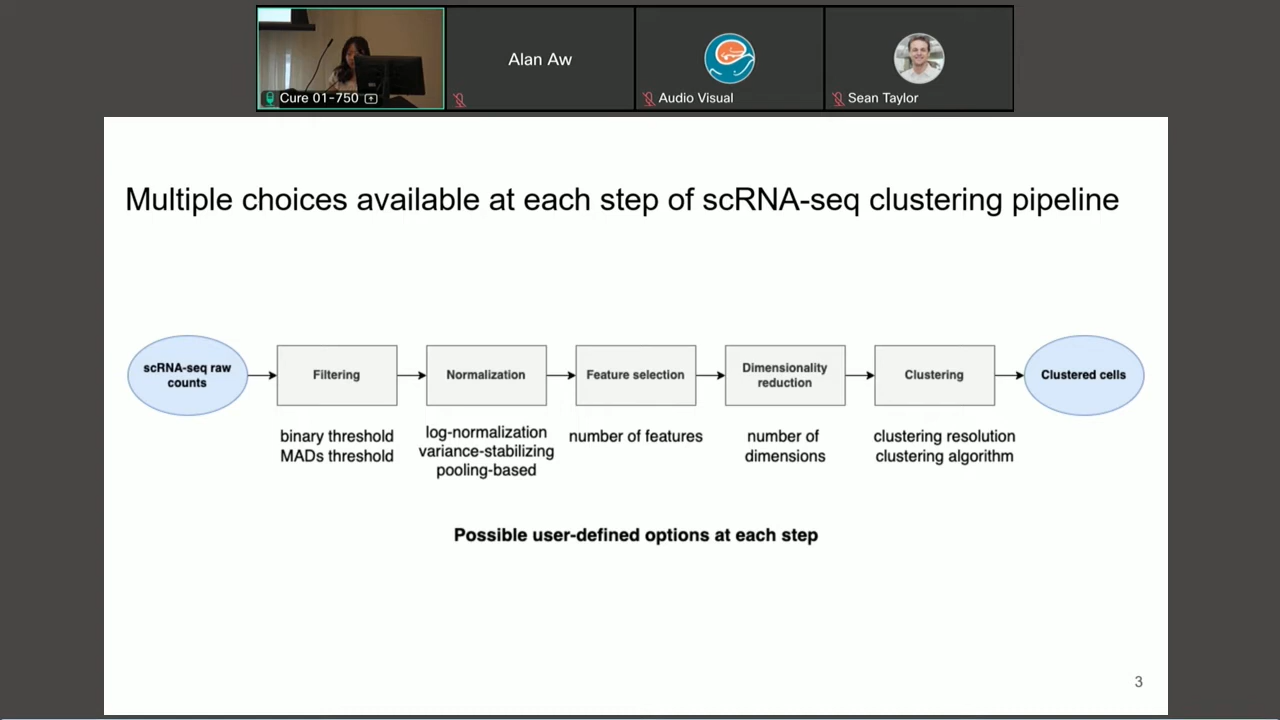 Alan Aw
Cure 01-750
Audio Visual
Sean Taylor
Multiple choices available at each step of scRNA-seq clustering pipeline
scRNA-seq raw
counts
Filtering
Normalization
Feature selection
Dimensionality
reduction
Clustering
Clustered cells
binary threshold
MADs threshold
log-normalization
variance-stabilizing
pooling-based
number of features
number of
dimensions
clustering resolution
clustering algorithm
Possible user-defined options at each step
3